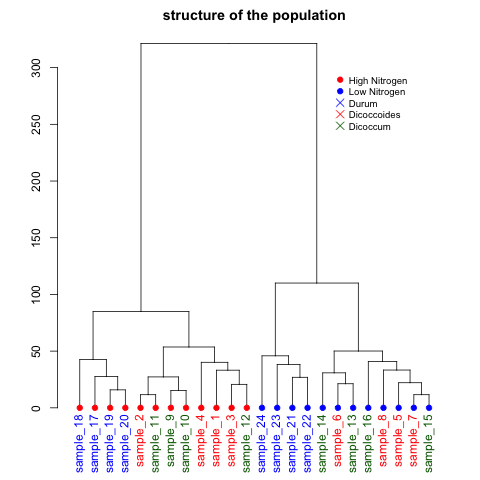 structure of the population
High Nitrogen
Low Nitrogen
Durum
Dicoccoides
Dicoccum
300
250
200
150
100
50
0
sample_18
sample_17
sample_19
sample_20
sample_2
sample_11
sample_9
sample_10
sample_4
sample_1
sample_3
sample_12
sample_24
sample_23
sample_21
sample_22
sample_14
sample_6
sample_13
sample_16
sample_8
sample_5
sample_7
sample_15